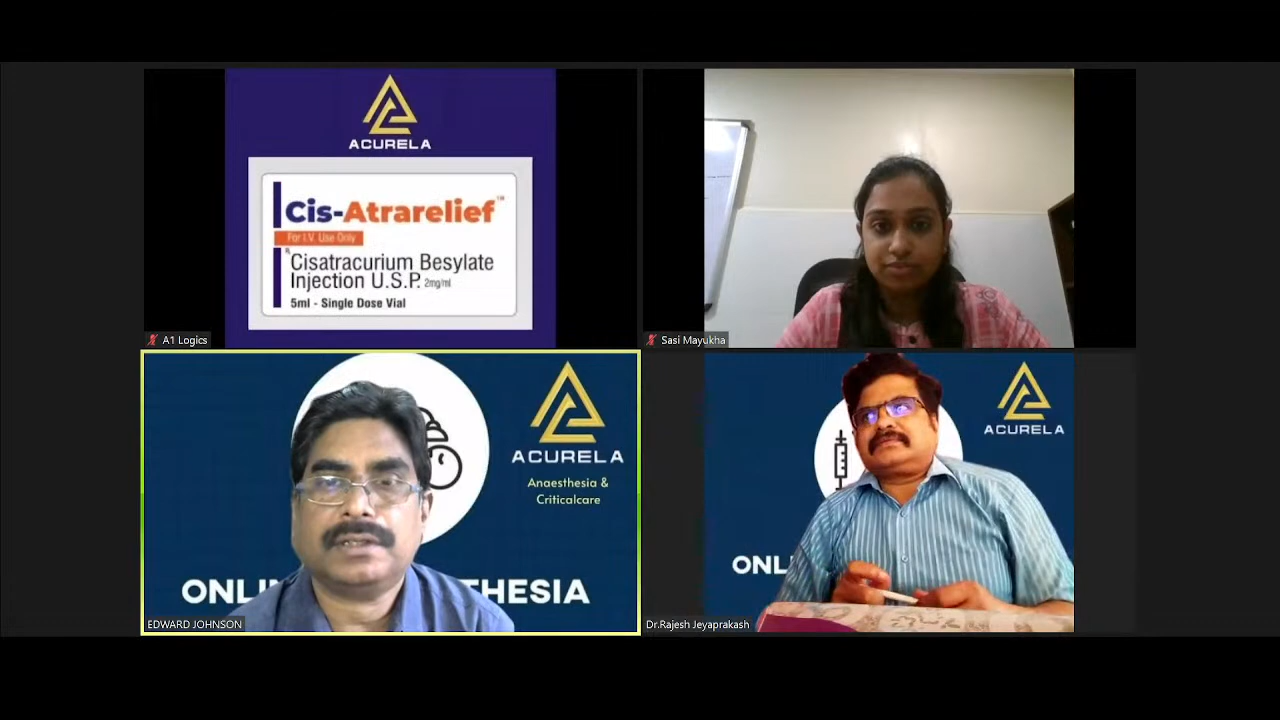 ACURELA
Cis-Atrarelief™
For I.V. Use Only
Cisatracurium Besylate
Injection U.S.P. 2mg/ml
5ml - Single Dose Vial
A1 Logics
Sasi Mayukha
ACURELA
Anaesthesia &
Criticalcare
ONLI THESIA
EDWARD JOHNSON
ACURELA
ONL
Dr.Rajesh Jeyaprakash